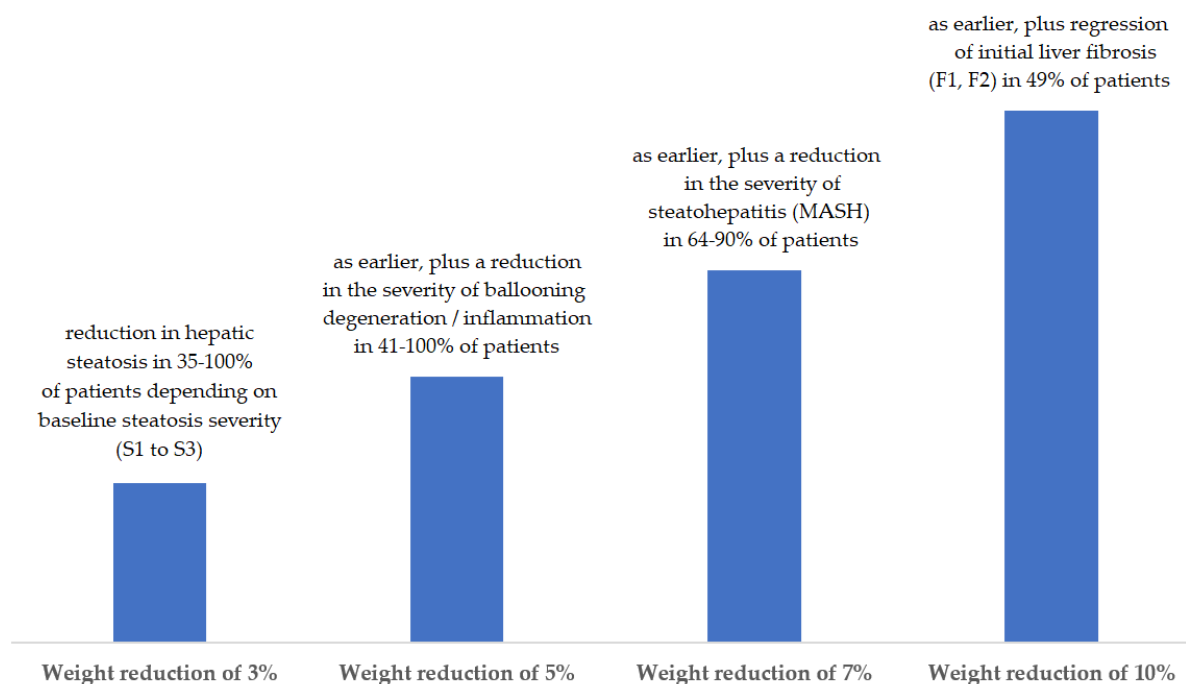 as earlier, plus regression
of initial liver fibrosis
(F1, F2) in 49% of patients
as earlier, plus a reduction
in the severity of
steatohepatitis (MASH)
in 64-90% of patients
as earlier, plus a reduction
in the severity of ballooning
degeneration / inflammation
in 41-100% of patients
reduction in hepatic
steatosis in 35-100%
of patients depending on
baseline steatosis severity
(S1 to S3)
Weight reduction of 3%
Weight reduction of 5%
Weight reduction of 7%
Weight reduction of 10%